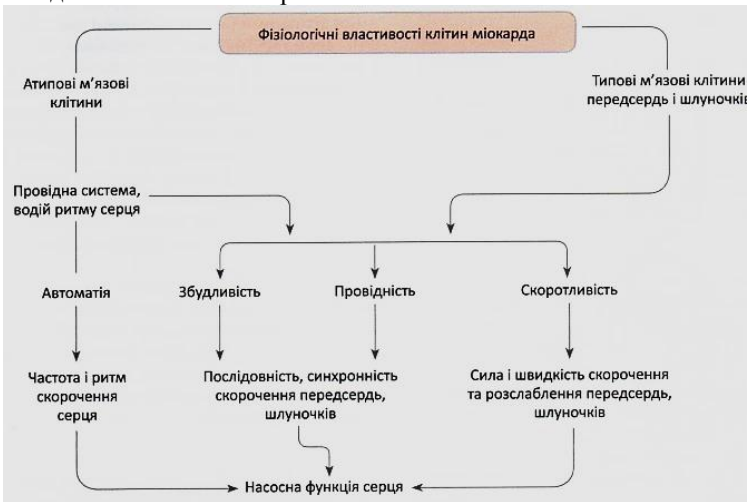 Фізіологічні властивості клітин міокарда
Атипові м’язові
клітини
Типові м’язові клітини
передсердь і шлуночків
Провідна система,
водій ритму серця
Автоматія
Збудливість
Провідність
Скоротливість
Частота і ритм
скорочення
серця
Послідовність, синхронність
скорочення передсердь,
шлуночків
Сила і швидкість скорочення
та розслаблення передсердь,
шлуночків
Насосна функція серця